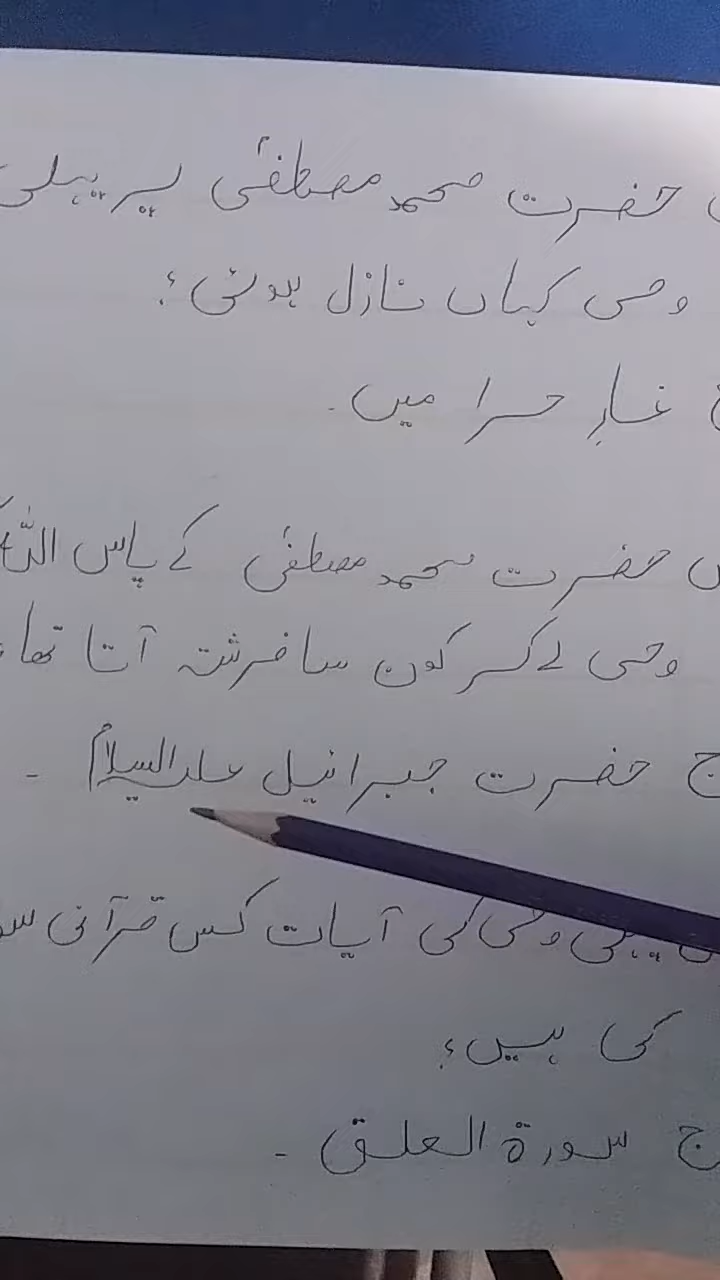 حضرت محمد مصطفیٰ پر پہلی
وحی کہاں نازل ہوئی؟
غارِ حرا میں۔
س حضرت محمد مصطفیٰ کے پاس اللہ
وحی لے کر کون سا فرشتہ آتا تھا
ج حضرت جبرائیل علیہ السلام ۔
پہلی وحی کی آیات کس قرآنی سو
کی ہیں؟
ج سورة العلق ۔